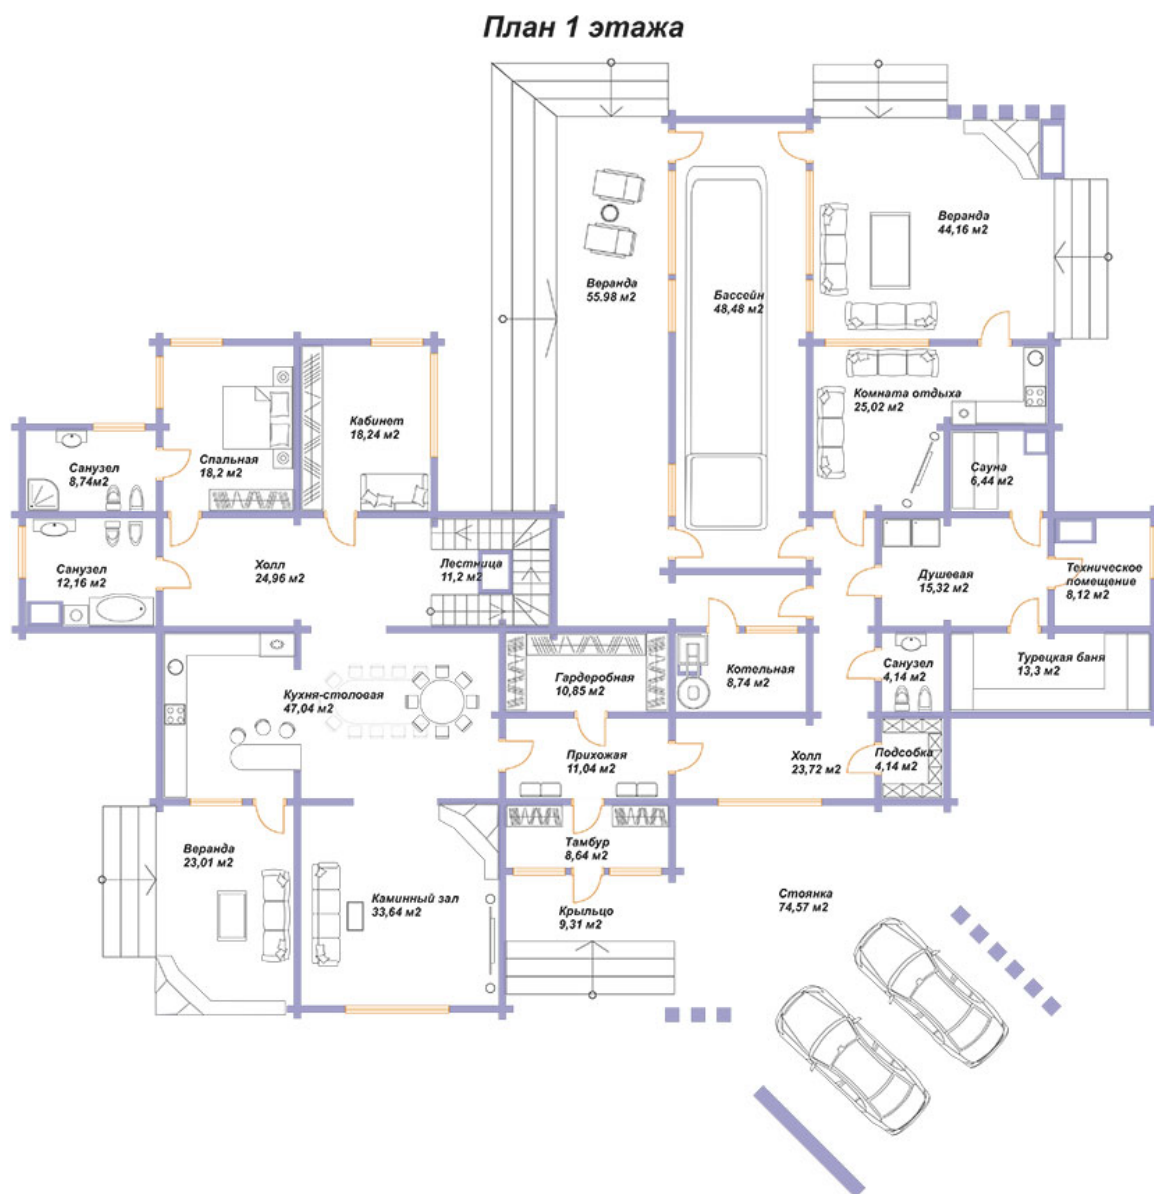 План 1 этажа
Веранда
44,16 м2
Веранда
55.98 м2
Бассейн
48,48 м2
Комната отдыха
25,02 м2
Кабинет
18,24 м2
Спальная
18,2 м2
Санузел
8,74м2
Сауна
6,44 м2
Холл
24,96 м2
Лестница
11,2 м2
Санузел
12,16 м2
Душевая
15,32 м2
Техническое
помещение
8,12 м2
Кухня-столовая
47,04 м2
Гардеробная
10,85 м2
Котельная
8,74 м2
Санузел
4,14 м2
Турецкая баня
13,3 м2
Прихожая
11,04 м2
Холл
23,72 м2
Подсобка
4,14 м2
Веранда
23,01 м2
Тамбур
8,64 м2
Каминный зал
33,64 м2
Крыльцо
9,31 м2
Стоянка
74,57 м2